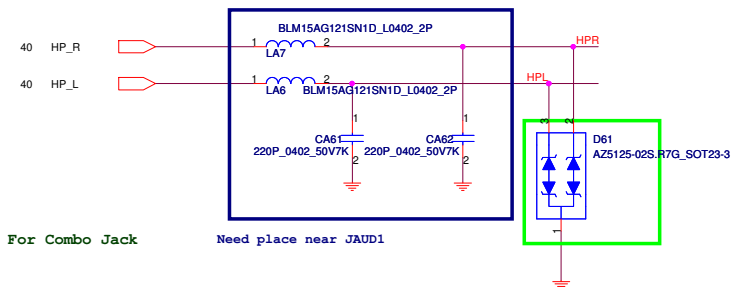 BLM15AG121SN1D_L0402_2P
40 HP_R 1 2 HPR
LA7
40 HP_L 1 2 HPL
LA6 BLM15AG121SN1D_L0402_2P
1 1 3 2
CA61 CA62 D61
220P_0402_50V7K 220P_0402_50V7K AZ5125-02S.R7G_SOT23-3
2 2
1
For Combo Jack Need place near JAUD1